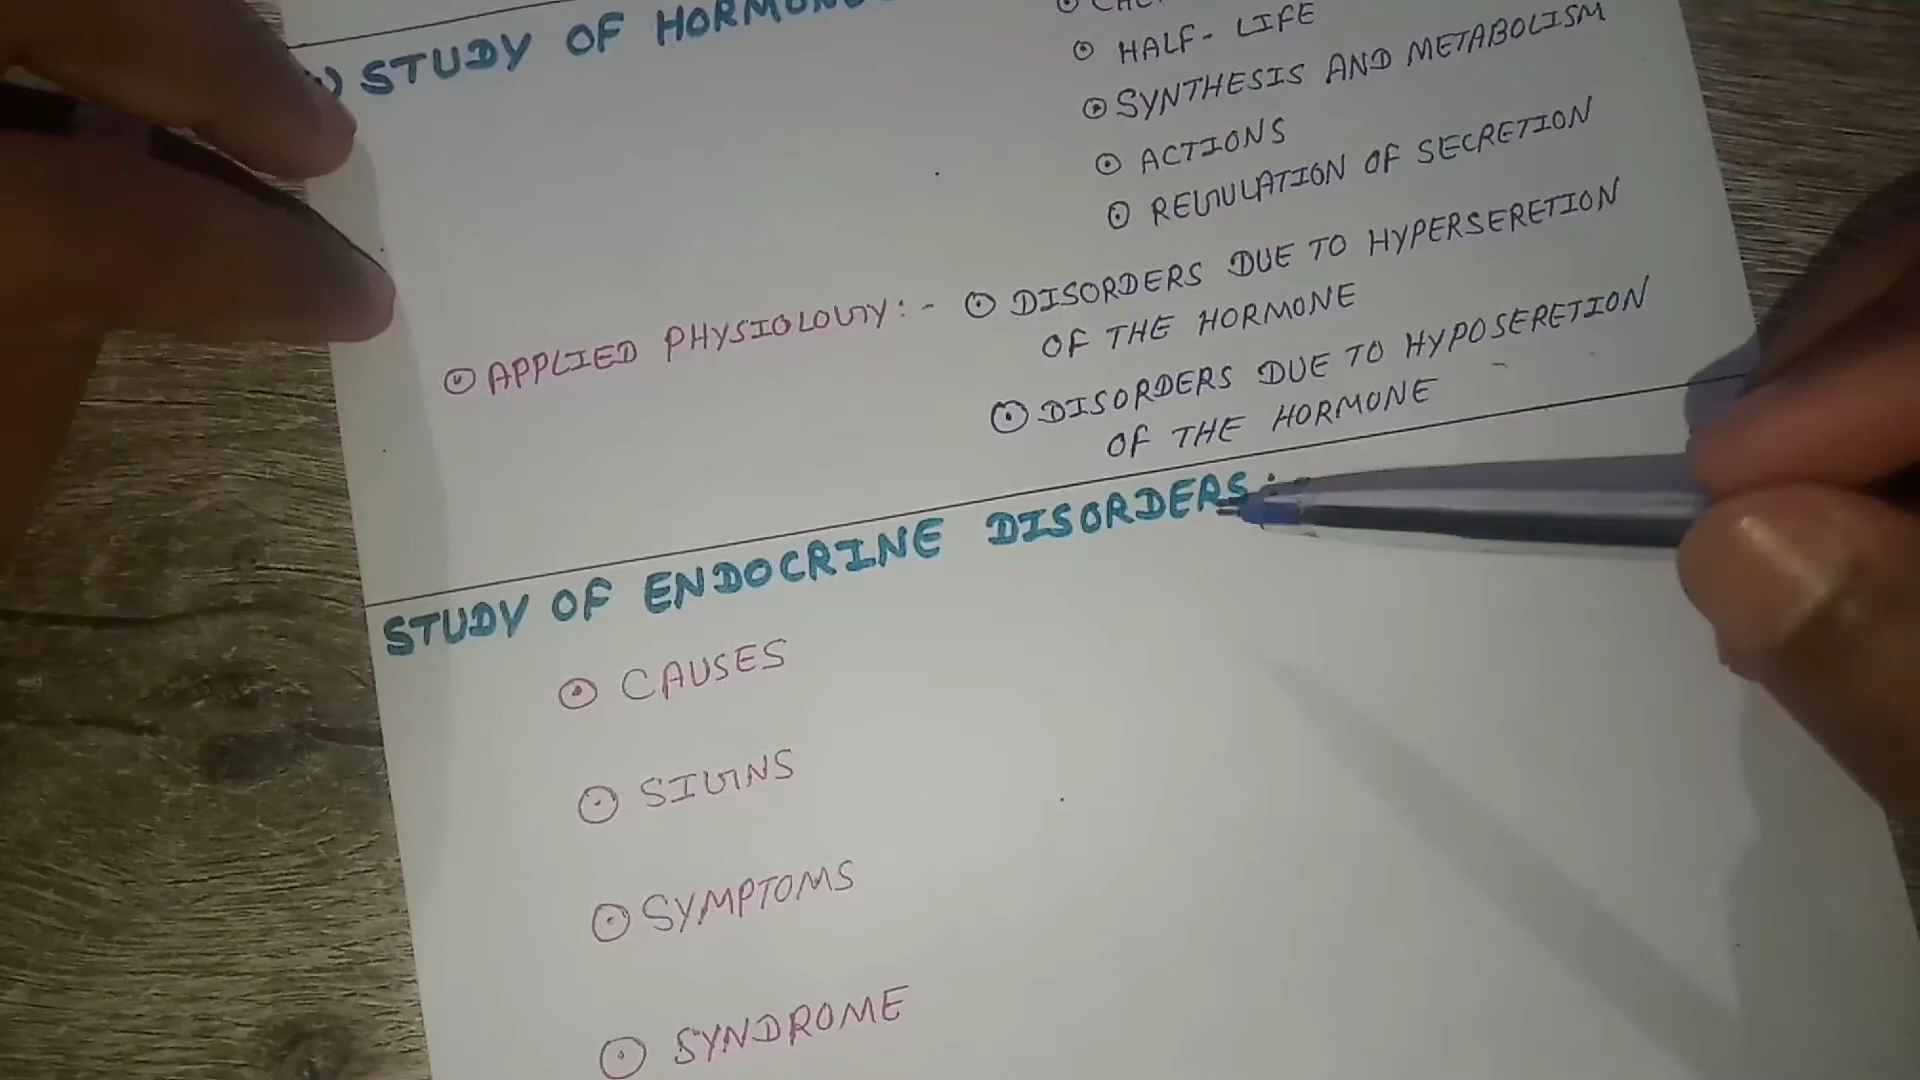 STUDY OF
HALF- LIFE
SYNTHESIS AND METABOLISM
ACTIONS
REGULATION OF SECRETION
APPLIED PHYSIOLOGY:- DISORDERS DUE TO HYPERSERETION
OF THE HORMONE
DISORDERS DUE TO HYPOSERETION
OF THE HORMONE
STUDY OF ENDOCRINE DISORDERS:
CAUSES
SIGNS
SYMPTOMS
SYNDROME